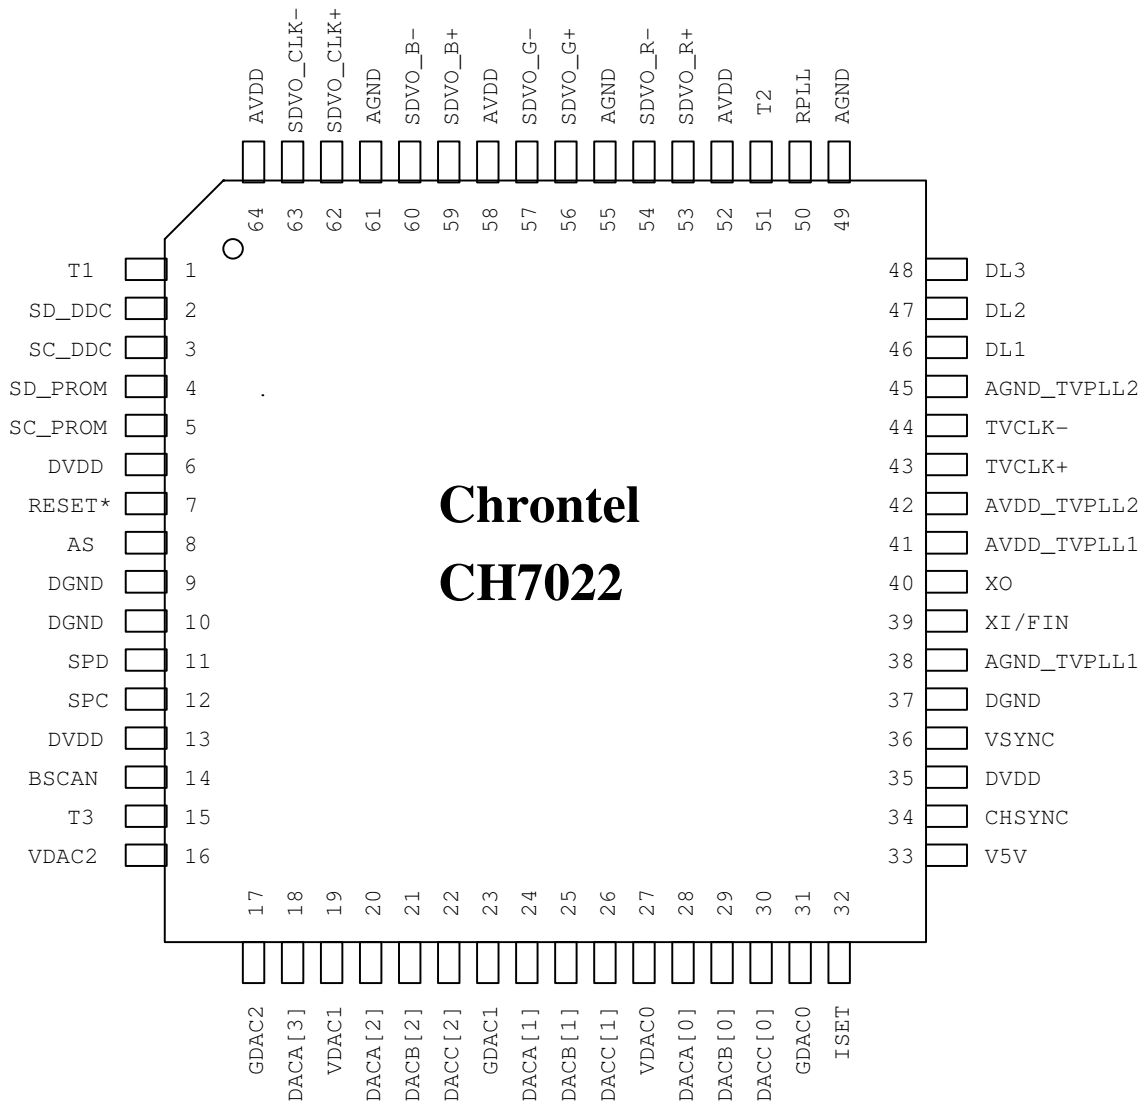 AVDD SDVO_CLK- SDVO_CLK+ AGND SDVO_B- SDVO_B+ AVDD SDVO_G- SDVO_G+ AGND SDVO_R- SDVO_R+ AVDD T2 RPLL AGND
64 63 62 61 60 59 58 57 56 55 54 53 52 51 50 49
T1 1 48 DL3
SD_DDC 2 47 DL2
SC_DDC 3 46 DL1
SD_PROM 4 45 AGND_TVPLL2
SC_PROM 5 44 TVCLK-
DVDD 6 43 TVCLK+
RESET* 7 42 AVDD_TVPLL2
AS 8 41 AVDD_TVPLL1
DGND 9 40 XO
DGND 10 39 XI/FIN
SPD 11 38 AGND_TVPLL1
SPC 12 37 DGND
DVDD 13 36 VSYNC
BSCAN 14 35 DVDD
T3 15 34 CHSYNC
VDAC2 16 33 V5V
Chrontel
CH7022
17 18 19 20 21 22 23 24 25 26 27 28 29 30 31 32
GDAC2 DACA[3] VDAC1 DACA[2] DACB[2] DACC[2] GDAC1 DACA[1] DACB[1] DACC[1] VDAC0 DACA[0] DACB[0] DACC[0] GDAC0 ISET